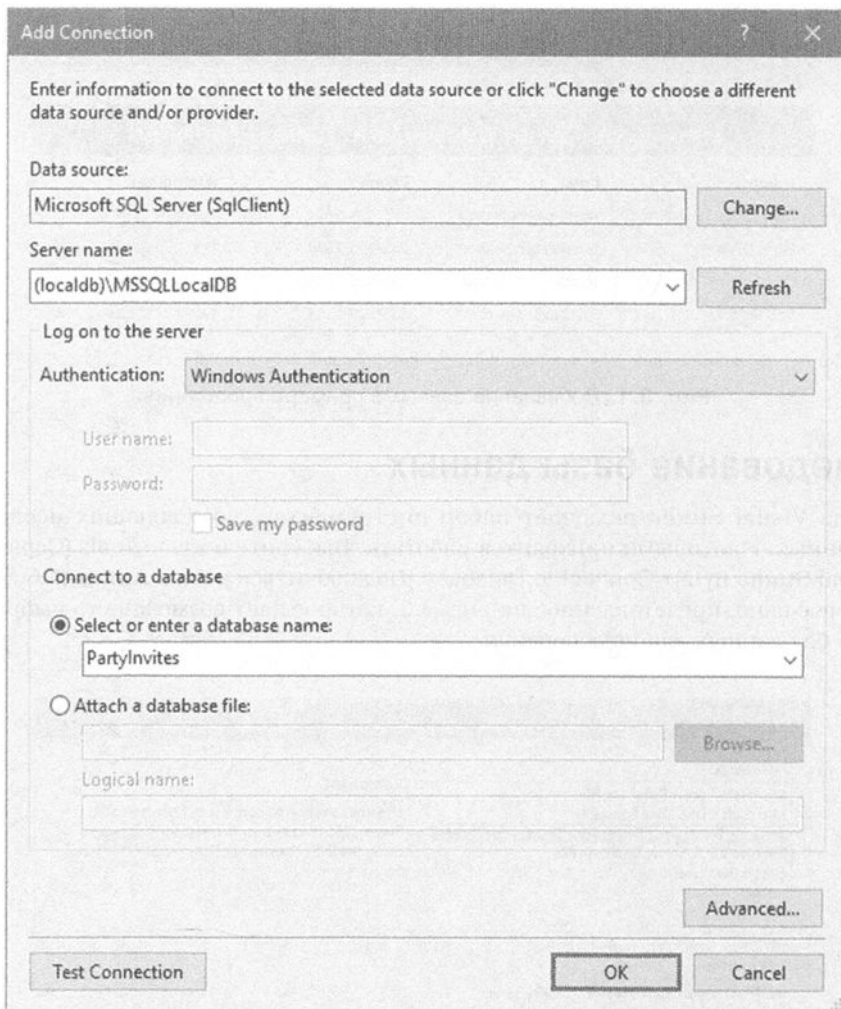 Add Connection
?
Enter information to connect to the selected data source or click "Change" to choose a different
data source and/or provider.
Data source:
Microsoft SQL Server (SqlClient)
Change...
Server name:
(localdb)\MSSQLLocalDB
Refresh
Log on to the server
Authentication:
Windows Authentication
User name:
Password:
Save my password
Connect to a database
Select or enter a database name:
PartyInvites
Attach a database file:
Browse...
Logical name:
Advanced...
Test Connection
OK
Cancel